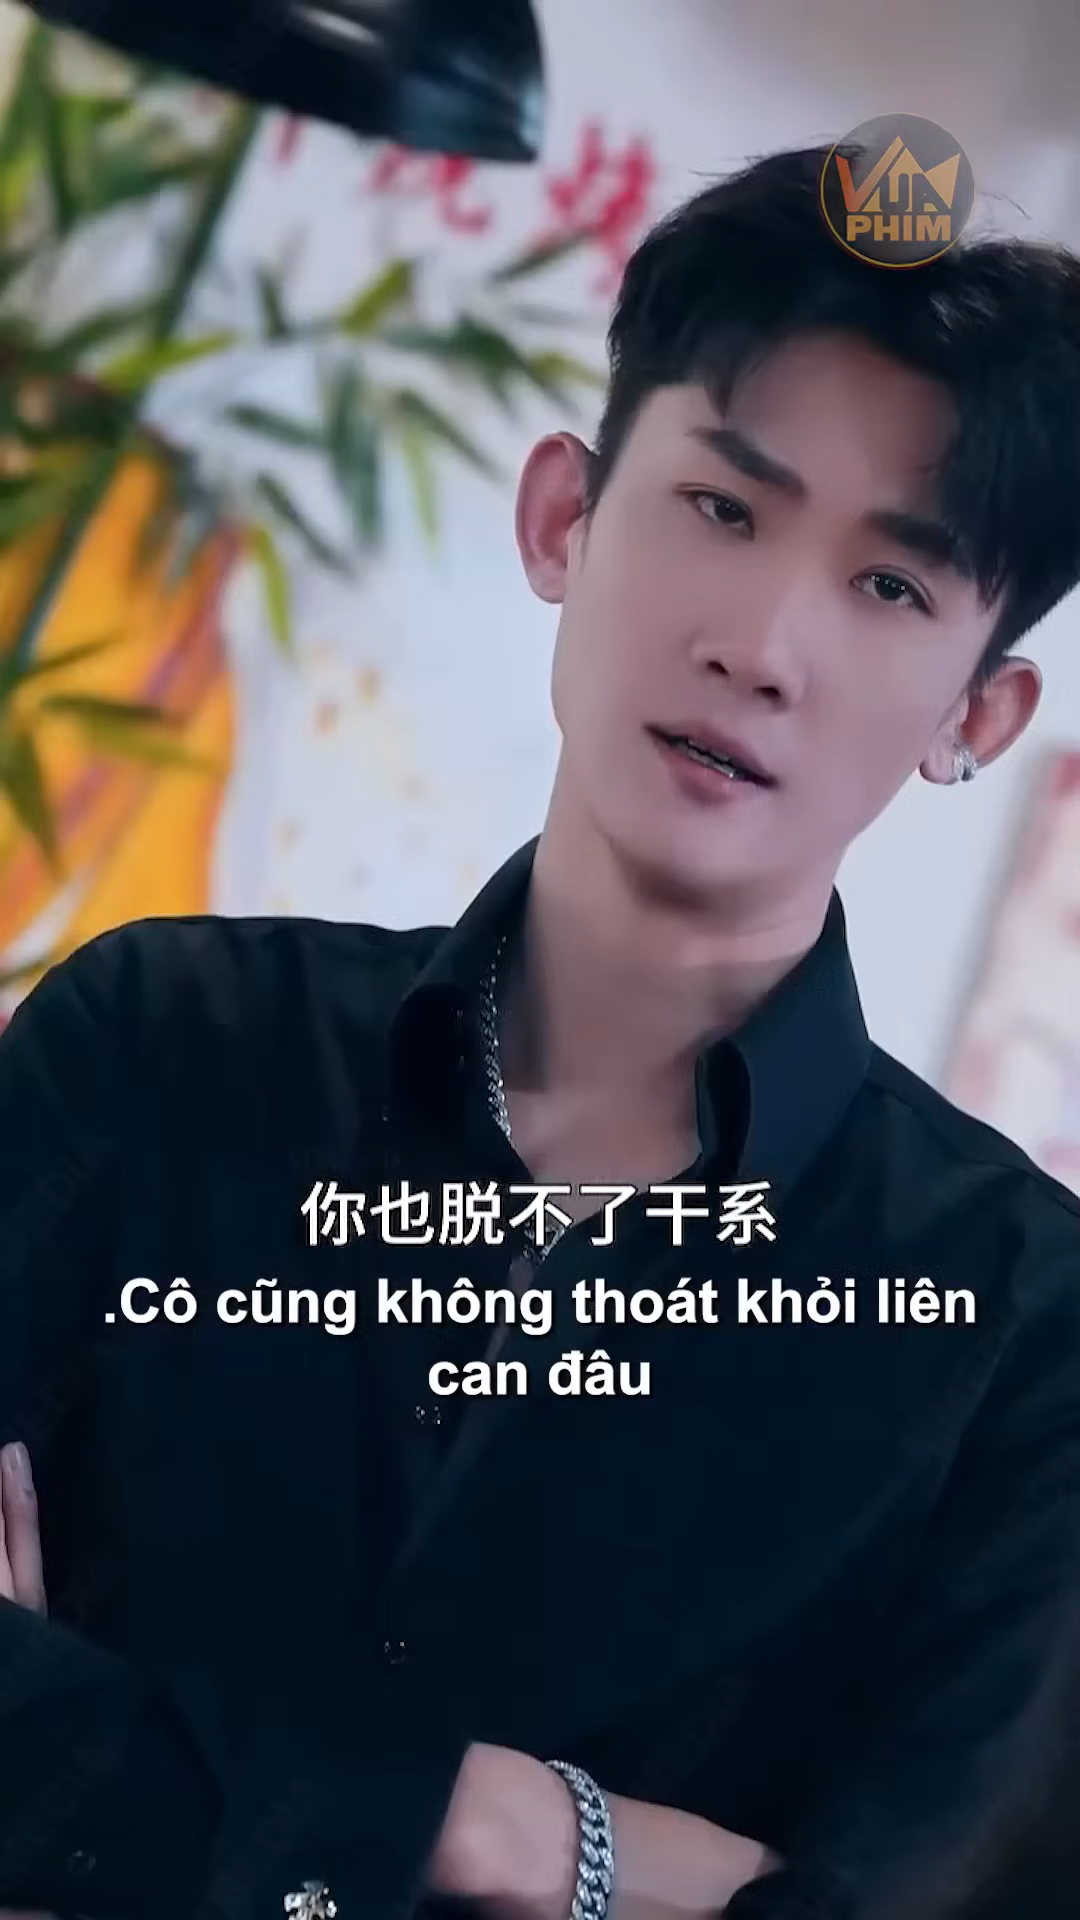 VUA
PHIM
你也脱不了干系
.Cô cũng không thoát khỏi liên
can đâu